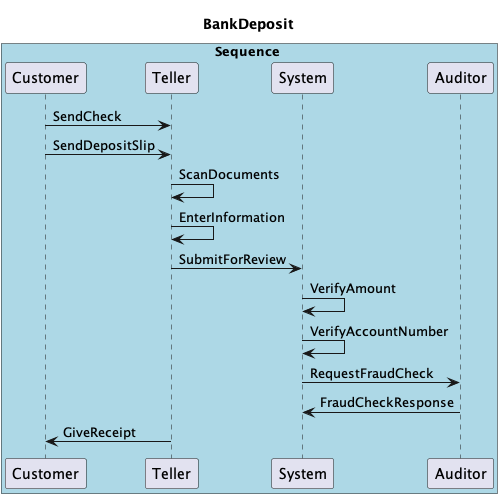 BankDeposit
Sequence
Customer Teller System Auditor
SendCheck
SendDepositSlip
ScanDocuments
EnterInformation
SubmitForReview
VerifyAmount
VerifyAccountNumber
RequestFraudCheck
FraudCheckResponse
GiveReceipt
Customer Teller System Auditor